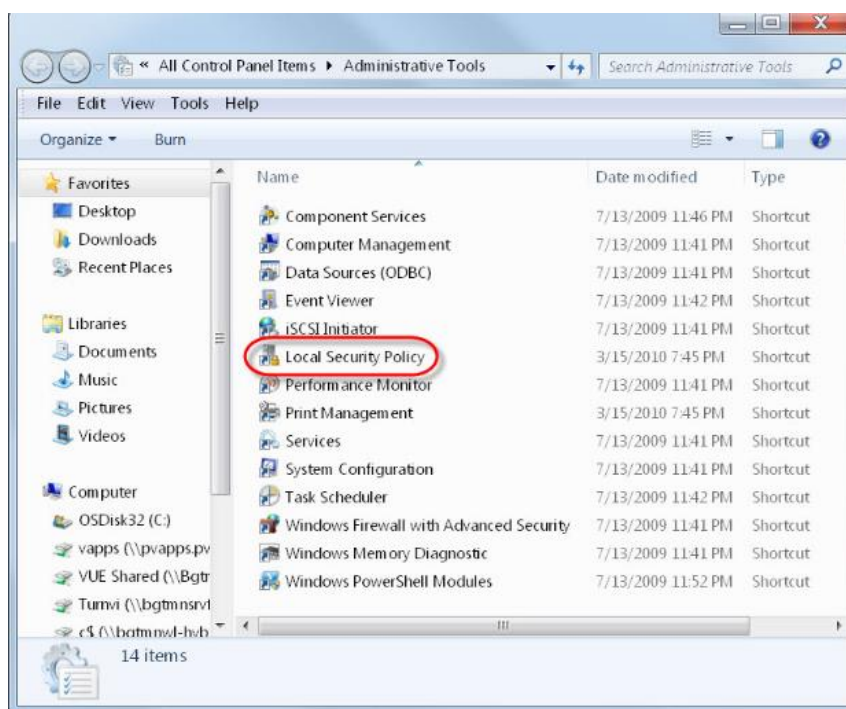 « All Control Panel Items ▸ Administrative Tools
Search Administrative Tools
File Edit View Tools Help
Organize Burn
Favorites
Desktop
Downloads
Recent Places
Libraries
Documents
Music
Pictures
Videos
Computer
OSDisk32 (C:)
vapps (\\pvapps.pv
VUE Shared (\\Bgtr
Turnvi (\\bgtmnsrvf
c$ (\\bgtmnwl-hvb
Name Date modified Type
Component Services 7/13/2009 11:46 PM Shortcut
Computer Management 7/13/2009 11:41 PM Shortcut
Data Sources (ODBC) 7/13/2009 11:41 PM Shortcut
Event Viewer 7/13/2009 11:42 PM Shortcut
iSCSI Initiator 7/13/2009 11:41 PM Shortcut
Local Security Policy 3/15/2010 7:45 PM Shortcut
Performance Monitor 7/13/2009 11:41 PM Shortcut
Print Management 3/15/2010 7:45 PM Shortcut
Services 7/13/2009 11:41 PM Shortcut
System Configuration 7/13/2009 11:41 PM Shortcut
Task Scheduler 7/13/2009 11:42 PM Shortcut
Windows Firewall with Advanced Security 7/13/2009 11:41 PM Shortcut
Windows Memory Diagnostic 7/13/2009 11:41 PM Shortcut
Windows PowerShell Modules 7/13/2009 11:52 PM Shortcut
14 items